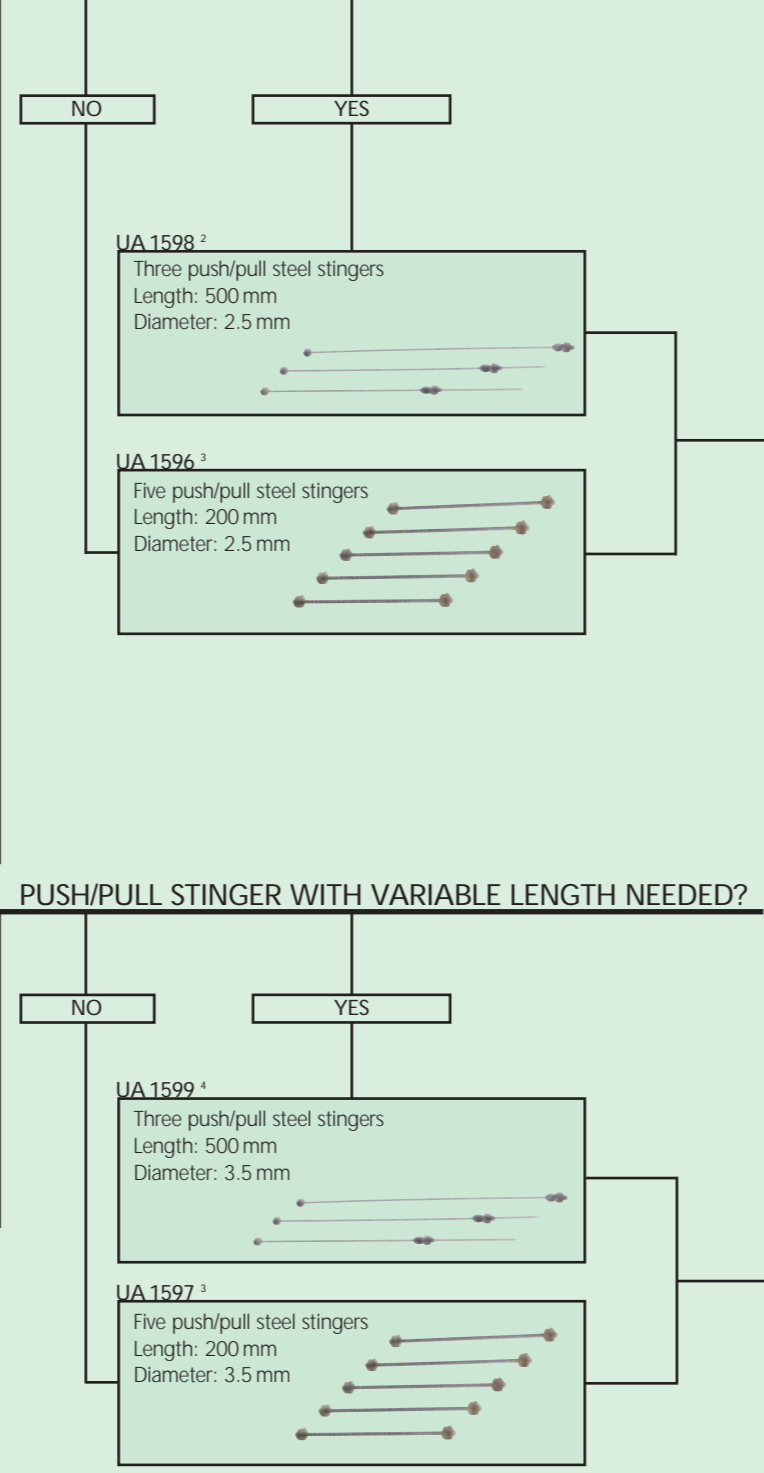 NO
YES
UA 1598 ²
Three push/pull steel stingers
Length: 500 mm
Diameter: 2.5 mm
UA 1596 ³
Five push/pull steel stingers
Length: 200 mm
Diameter: 2.5 mm
PUSH/PULL STINGER WITH VARIABLE LENGTH NEEDED?
NO
YES
UA 1599 ⁴
Three push/pull steel stingers
Length: 500 mm
Diameter: 3.5 mm
UA 1597 ³
Five push/pull steel stingers
Length: 200 mm
Diameter: 3.5 mm